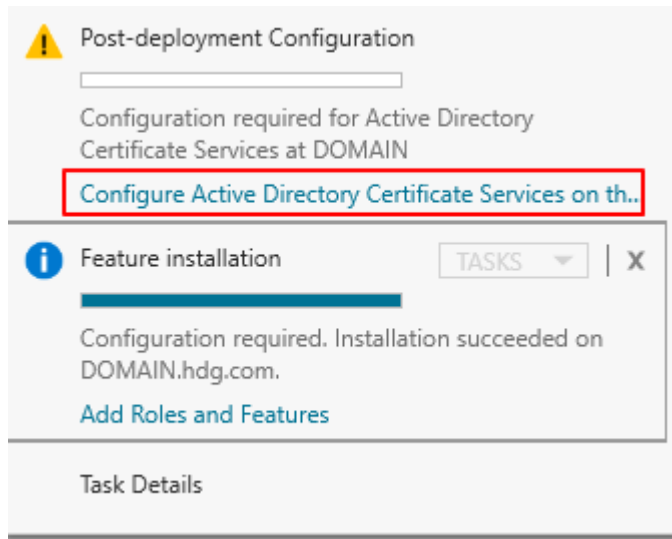 Post-deployment Configuration
Configuration required for Active Directory
Certificate Services at DOMAIN
Configure Active Directory Certificate Services on th...
Feature installation
TASKS
X
Configuration required. Installation succeeded on
DOMAIN.hdg.com.
Add Roles and Features
Task Details